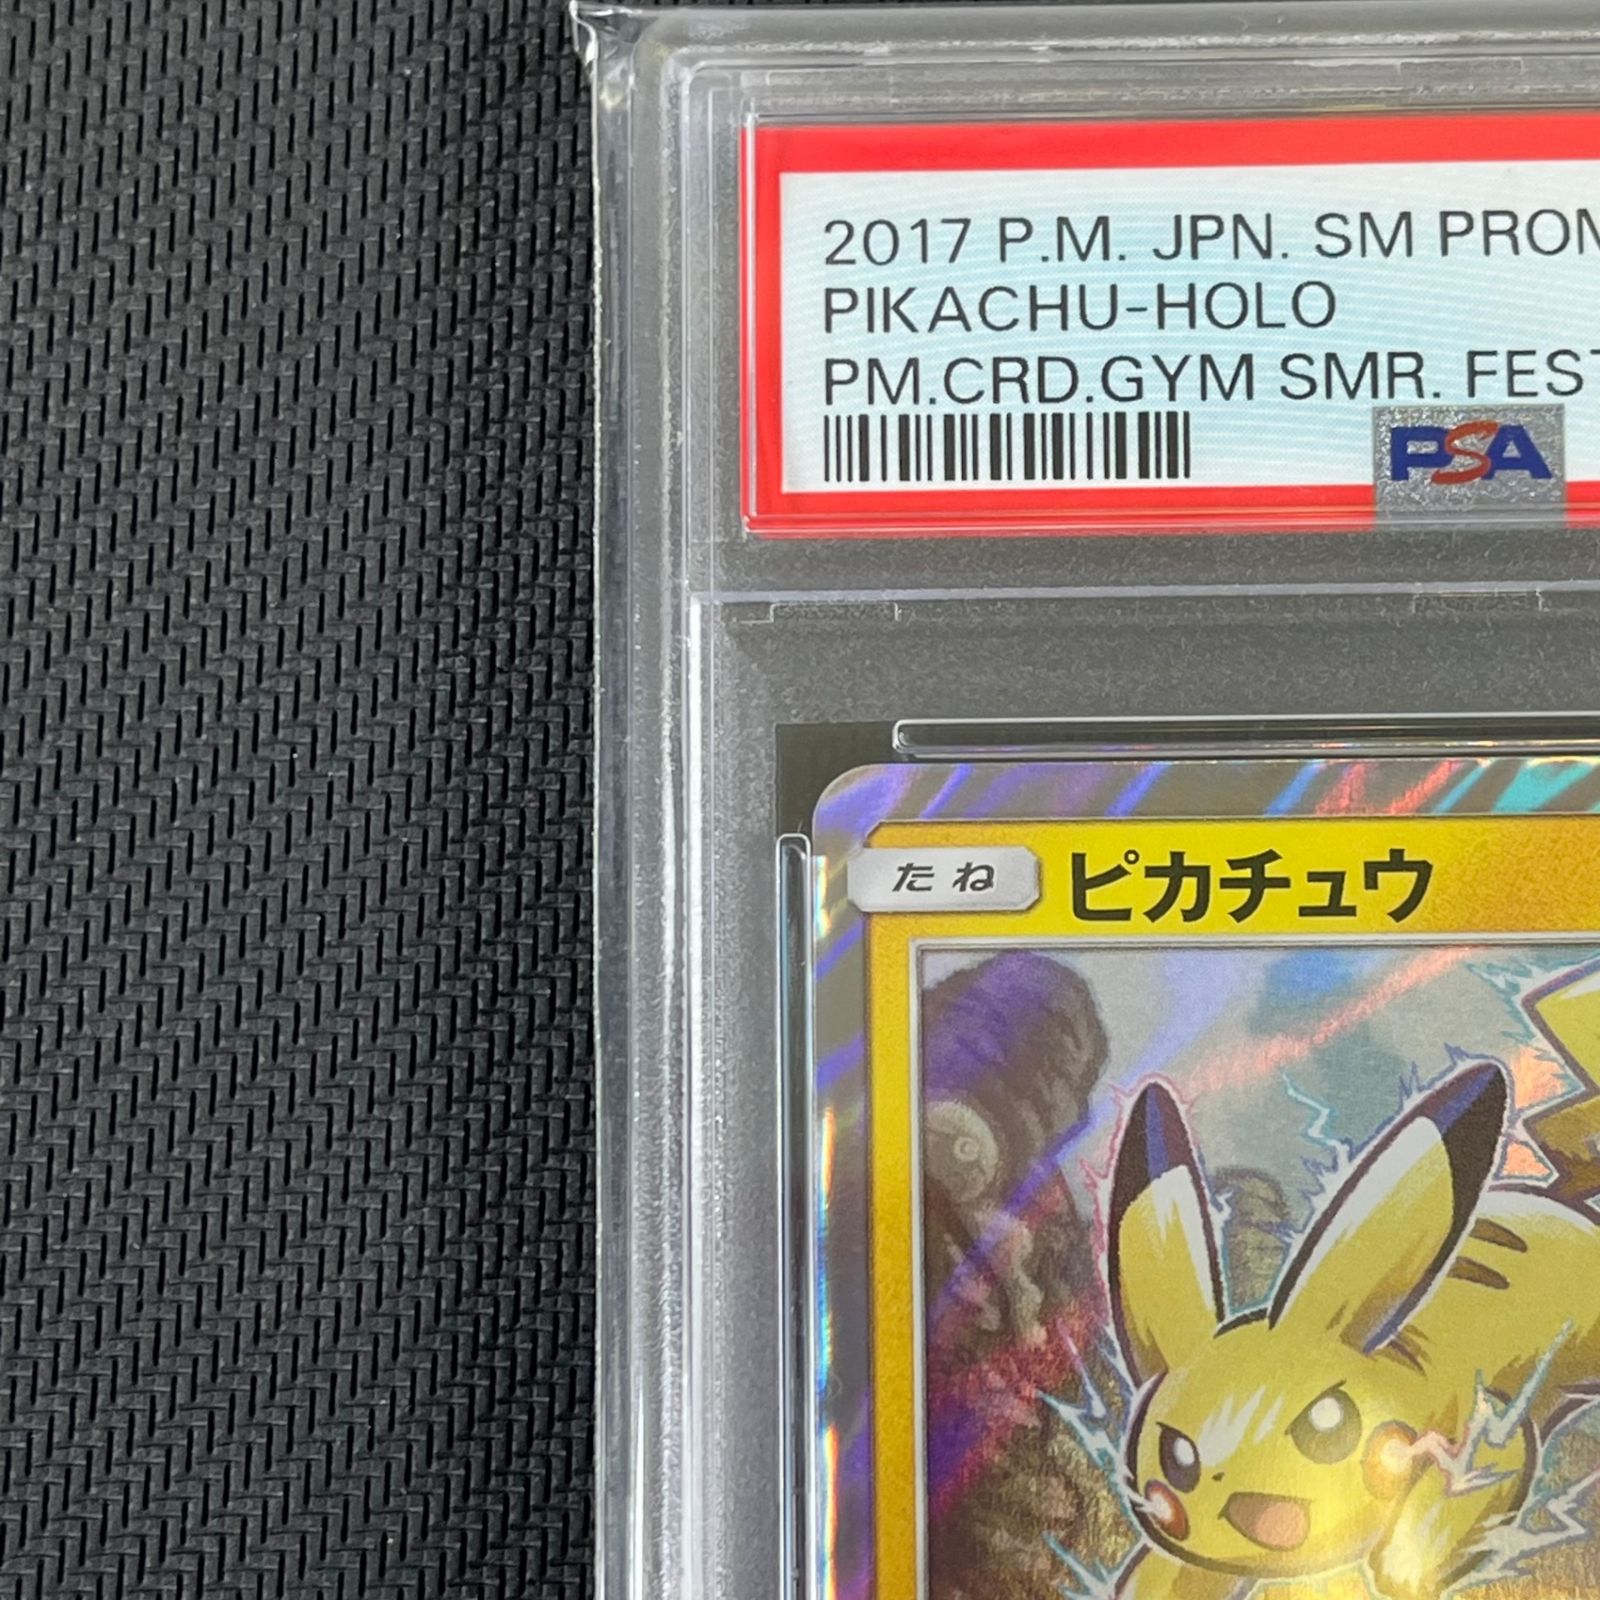 2017 P.M. JPN. SM PROM
PIKACHU-HOLO
PM.CRD.GYM SMR. FEST
PSA
たね ピカチュウ